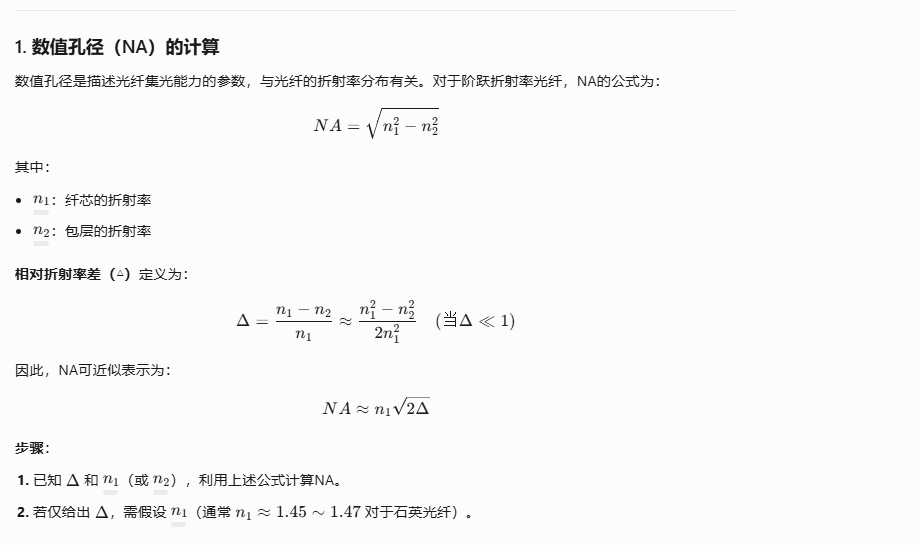 1. 数值孔径（NA）的计算
数值孔径是描述光纤集光能力的参数，与光纤的折射率分布有关。对于阶跃折射率光纤，NA的公式为：
$NA = \sqrt{n_1^2 - n_2^2}$
其中：
• $n_1$：纤芯的折射率
• $n_2$：包层的折射率
相对折射率差（△）定义为：
$\Delta = \frac{n_1 - n_2}{n_1} \approx \frac{n_1^2 - n_2^2}{2n_1^2} \quad (当\Delta \ll 1)$
因此，NA可近似表示为：
$NA \approx n_1\sqrt{2\Delta}$
步骤：
1. 已知 $\Delta$ 和 $n_1$（或 $n_2$），利用上述公式计算NA。
2. 若仅给出 $\Delta$，需假设 $n_1$（通常 $n_1 \approx 1.45 \sim 1.47$ 对于石英光纤）。